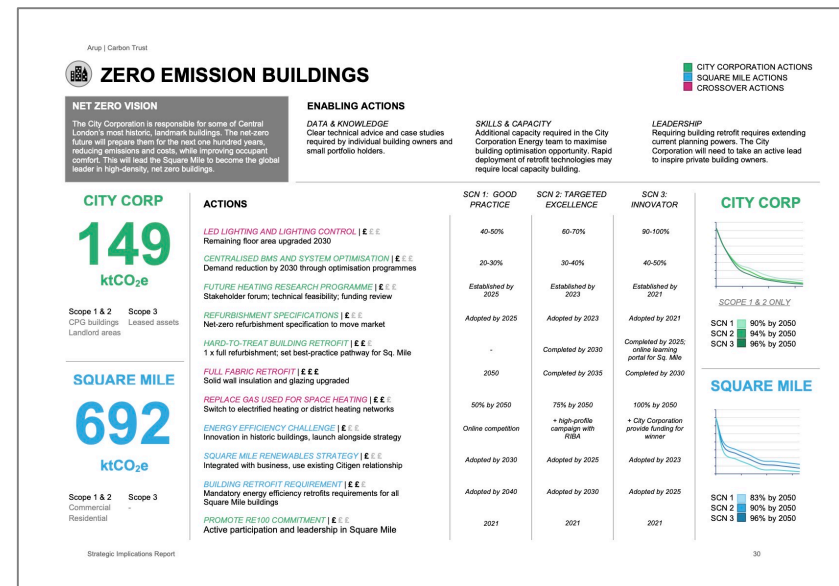 Arup | Carbon Trust
ZERO EMISSION BUILDINGS
CITY CORPORATION ACTIONS
SQUARE MILE ACTIONS
CROSSOVER ACTIONS
NET ZERO VISION
The City Corporation is responsible for some of Central
London's most historic, landmark buildings. The net-zero
future will prepare them for the next one hundred years,
reducing emissions and costs, while improving occupant
comfort. This will lead the Square Mile to become the global
leader in high-density, net zero buildings.
ENABLING ACTIONS
DATA & KNOWLEDGE
Clear technical advice and case studies
required by individual building owners and
small portfolio holders.
SKILLS & CAPACITY
Additional capacity required in the City
Corporation Energy team to maximise
building optimisation opportunity. Rapid
deployment of retrofit technologies may
require local capacity building.
LEADERSHIP
Requiring building retrofit requires extending
current planning powers. The City
Corporation will need to take an active lead
to inspire private building owners.
CITY CORP
149
ktCO2e
Scope 1 & 2 Scope 3
CPG buildings Leased assets
Landlord areas
SQUARE MILE
692
ktCO2e
Scope 1 & 2 Scope 3
Commercial -
Residential
ACTIONS
SCN 1: GOOD PRACTICE
SCN 2: TARGETED EXCELLENCE
SCN 3: INNOVATOR
LED LIGHTING AND LIGHTING CONTROL | £ £ £
Remaining floor area upgraded 2030
40-50% 60-70% 90-100%
CENTRALISED BMS AND SYSTEM OPTIMISATION | £ £ £
Demand reduction by 2030 through optimisation programmes
20-30% 30-40% 40-50%
FUTURE HEATING RESEARCH PROGRAMME | £ £ £
Stakeholder forum; technical feasibility; funding review
Established by 2025 Established by 2023 Established by 2021
REFURBISHMENT SPECIFICATIONS | £ £ £
Net-zero refurbishment specification to move market
Adopted by 2025 Adopted by 2023 Adopted by 2021
HARD-TO-TREAT BUILDING RETROFIT | £ £ £
1 x full refurbishment; set best-practice pathway for Sq. Mile
- Completed by 2030 Completed by 2025; online learning portal for Sq. Mile
FULL FABRIC RETROFIT | £ £ £
Solid wall insulation and glazing upgraded
2050 Completed by 2035 Completed by 2030
REPLACE GAS USED FOR SPACE HEATING | £ £ £
Switch to electrified heating or district heating networks
50% by 2050 75% by 2050 100% by 2050
ENERGY EFFICIENCY CHALLENGE | £ £ £
Innovation in historic buildings, launch alongside strategy
Online competition + high-profile campaign with RIBA + City Corporation provide funding for winner
SQUARE MILE RENEWABLES STRATEGY | £ £ £
Integrated with business, use existing Citigen relationship
Adopted by 2030 Adopted by 2025 Adopted by 2023
BUILDING RETROFIT REQUIREMENT | £ £ £
Mandatory energy efficiency retrofits requirements for all
Square Mile buildings
Adopted by 2040 Adopted by 2030 Adopted by 2025
PROMOTE RE100 COMMITMENT | £ £ £
Active participation and leadership in Square Mile
2021 2021 2021
CITY CORP
SCOPE 1 & 2 ONLY
SCN 1 90% by 2050
SCN 2 94% by 2050
SCN 3 96% by 2050
SQUARE MILE
SCN 1 83% by 2050
SCN 2 90% by 2050
SCN 3 96% by 2050
Strategic Implications Report
30